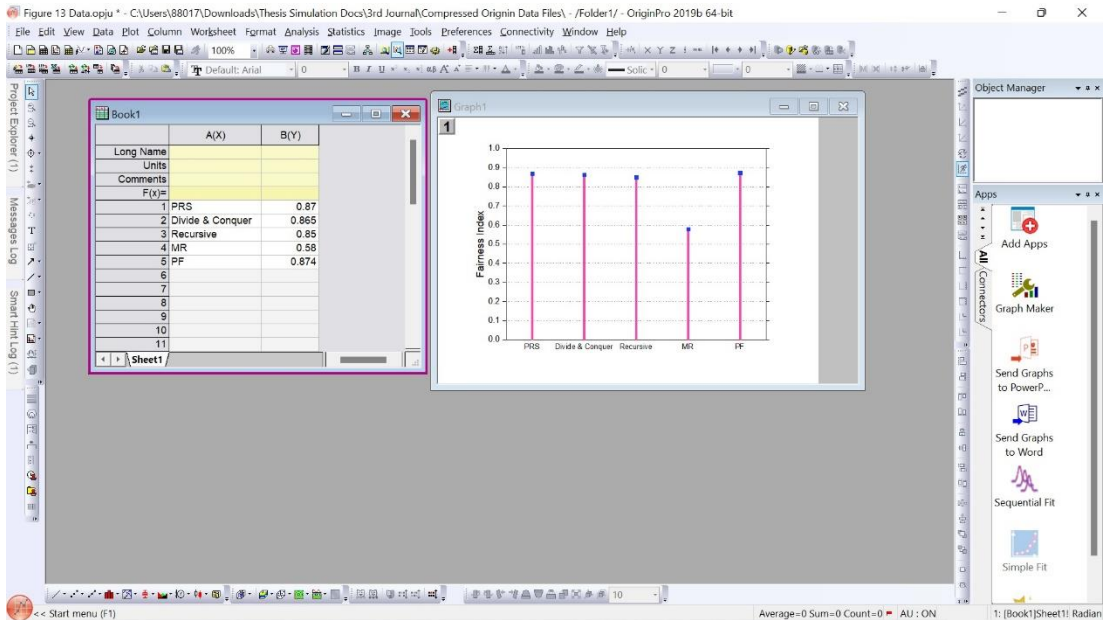 Figure 13 Data.opju * - C:\Users\88017\Downloads\Thesis Simulation Docs\3rd Journal\Compressed Orignin Data Files\ - /Folder1/ - OriginPro 2019b 64-bit
File Edit View Data Plot Column Worksheet Format Analysis Statistics Image Tools Preferences Connectivity Window Help
100%
Default: Arial 0 B I U Solic 0 0
Project Explorer (1)
Messages Log
Smart Hint Log (1)
Book1
A(X) B(Y)
Long Name
Units
Comments
F(x)=
1 PRS 0.87
2 Divide & Conquer 0.865
3 Recursive 0.85
4 MR 0.58
5 PF 0.874
6
7
8
9
10
11
Sheet1
Graph1
1
Fairness Index
1.0
0.9
0.8
0.7
0.6
0.5
0.4
0.3
0.2
0.1
0.0
PRS Divide & Conquer Recursive MR PF
Object Manager
Apps
All
Connectors
Add Apps
Graph Maker
Send Graphs
to PowerP...
Send Graphs
to Word
Sequential Fit
Simple Fit
10
<< Start menu (F1)
Average=0 Sum=0 Count=0 AU : ON
1: [Book1]Sheet1! Radian